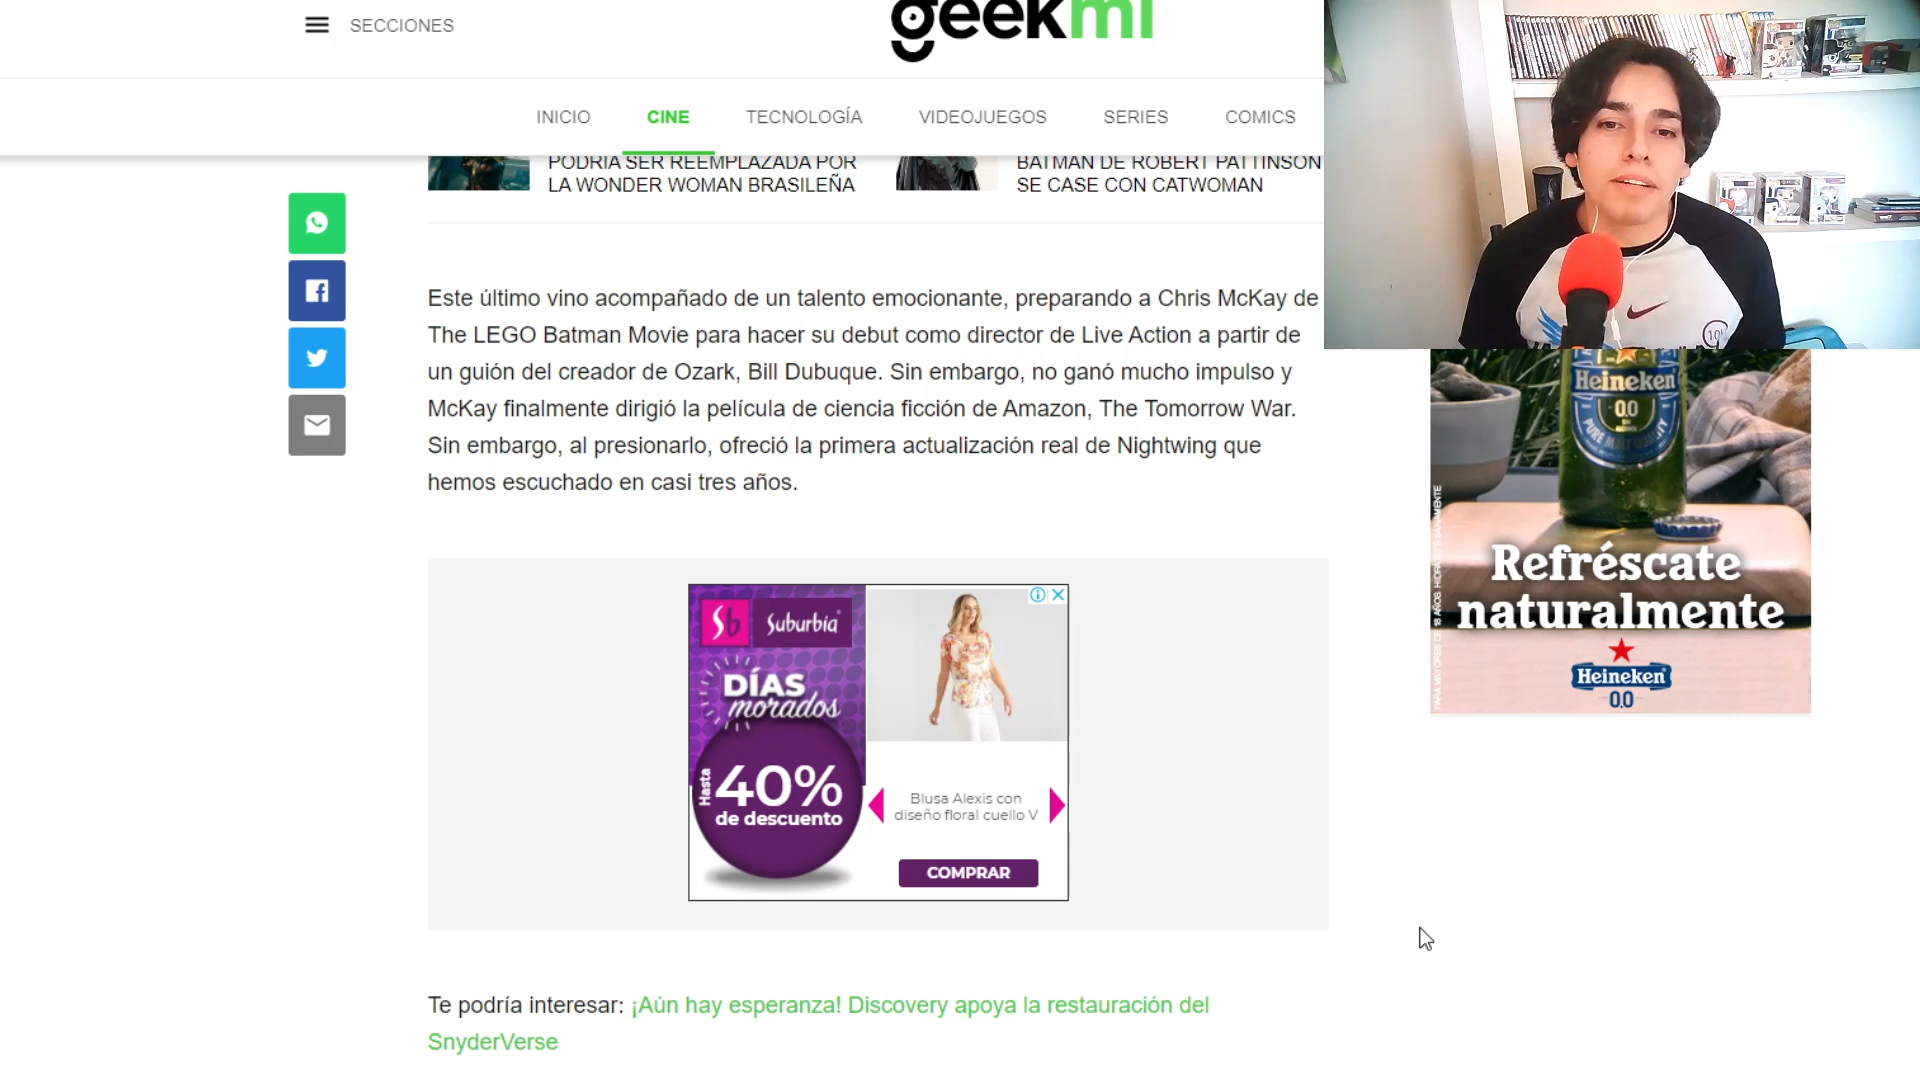 SECCIONES
geekmi
INICIO
CINE
TECNOLOGÍA
VIDEOJUEGOS
SERIES
COMICS
PODRÍA SER REEMPLAZADA POR
LA WONDER WOMAN BRASILEÑA
BATMAN DE ROBERT PATTINSON
SE CASE CON CATWOMAN
Este último vino acompañado de un talento emocionante, preparando a Chris McKay de
The LEGO Batman Movie para hacer su debut como director de Live Action a partir de
un guión del creador de Ozark, Bill Dubuque. Sin embargo, no ganó mucho impulso y
McKay finalmente dirigió la película de ciencia ficción de Amazon, The Tomorrow War.
Sin embargo, al presionarlo, ofreció la primera actualización real de Nightwing que
hemos escuchado en casi tres años.
Sb Suburbia
DÍAS
morados
Hasta
40%
de descuento
Blusa Alexis con
diseño floral cuello V
COMPRAR
Heineken
0.0
PURE MALT QUALITY
Refréscate
naturalmente
Heineken
0.0
Te podría interesar: ¡Aún hay esperanza! Discovery apoya la restauración del
SnyderVerse